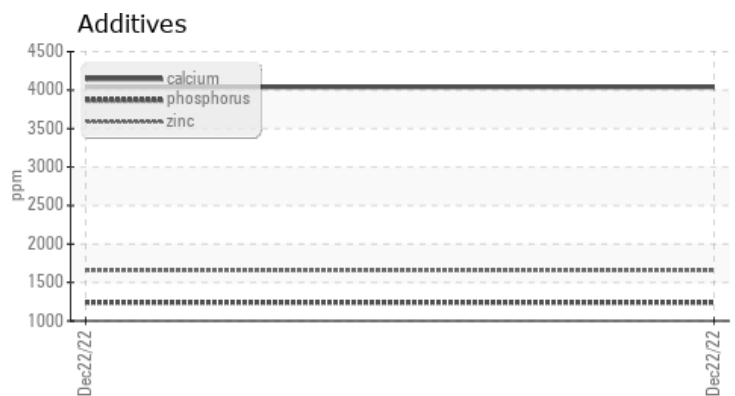 Additives
4500
4000
3500
3000
2500
2000
1500
1000
ppm
calcium
phosphorus
zinc
Dec22/22
Dec22/22